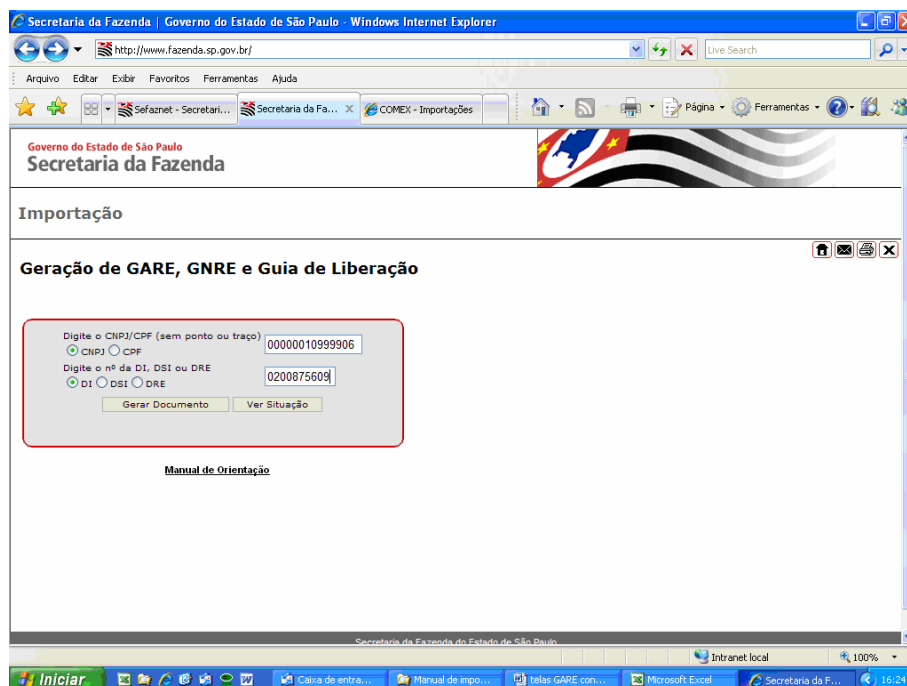 Secretaria da Fazenda | Governo do Estado de São Paulo - Windows Internet Explorer
http://www.fazenda.sp.gov.br/
Live Search
Arquivo Editar Exibir Favoritos Ferramentas Ajuda
Sefaznet - Secretari... Secretaria da Fa... COMEX - Importações Página Ferramentas
Governo do Estado de São Paulo
Secretaria da Fazenda
Importação
Geração de GARE, GNRE e Guia de Liberação
Digite o CNPJ/CPF (sem ponto ou traço) 00000010999906
CNPJ CPF
Digite o nº da DI, DSI ou DRE 0200875609
DI DSI DRE
Gerar Documento Ver Situação
Manual de Orientação
Secretaria da Fazenda do Estado de São Paulo
Intranet local 100%
Iniciar Caixa de entra... Manual de impo... telas GARE con... Microsoft Excel Secretaria da F... 16:24